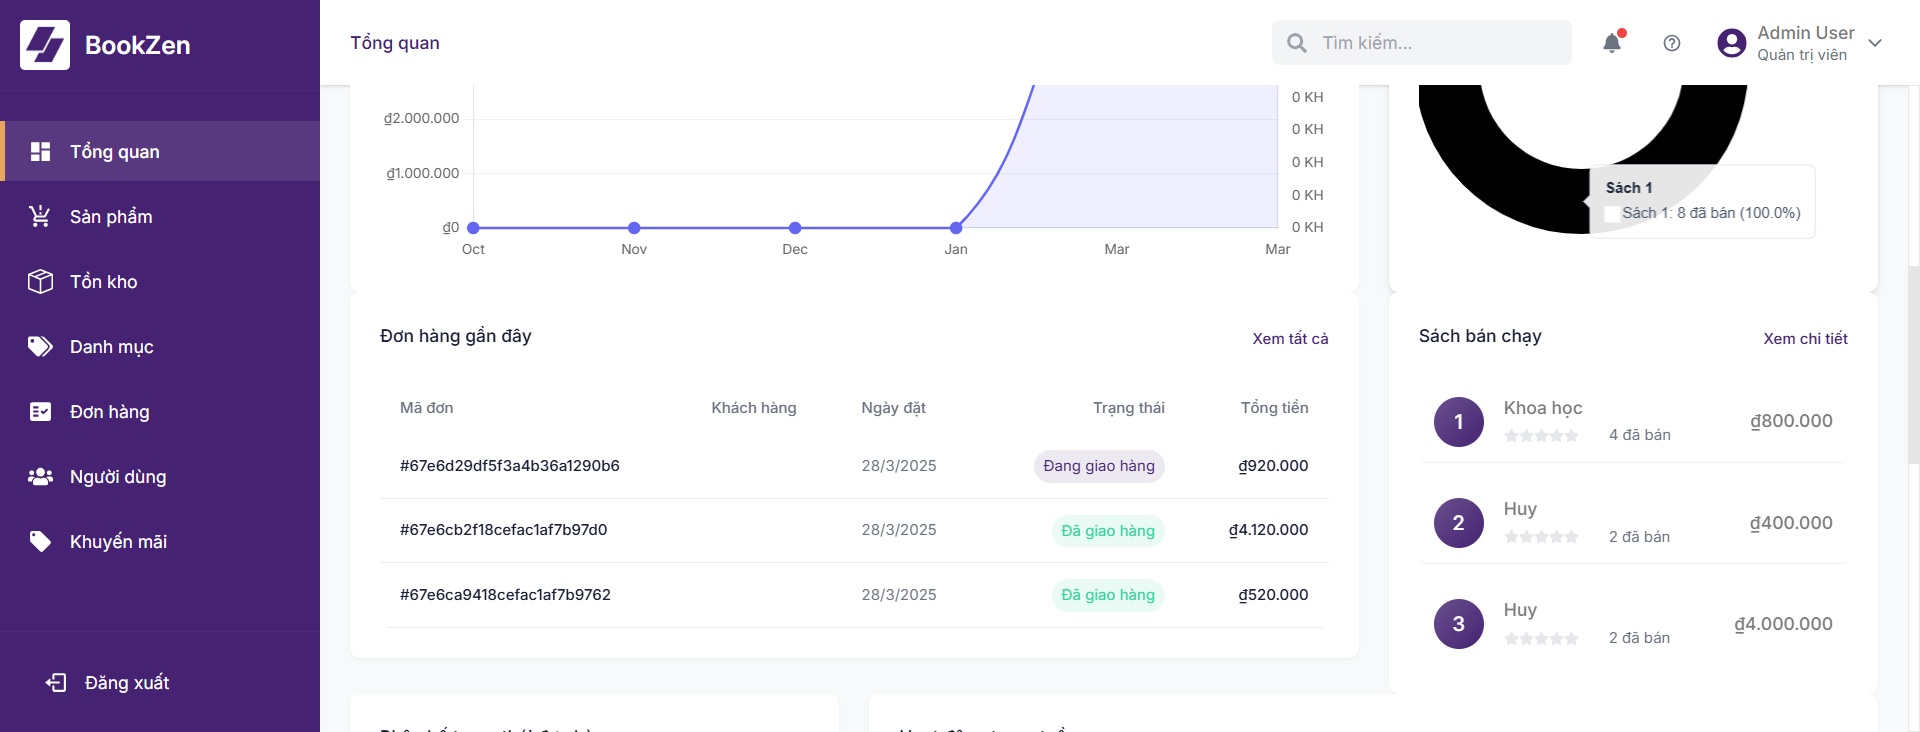 BookZen
Tổng quan
Tìm kiếm...
Admin User
Quản trị viên
Tổng quan
Sản phẩm
Tồn kho
Danh mục
Đơn hàng
Người dùng
Khuyến mãi
Đăng xuất
₫2.000.000
₫1.000.000
₫0
0 KH
0 KH
0 KH
0 KH
0 KH
Oct Nov Dec Jan Mar Mar
Sách 1
Sách 1: 8 đã bán (100.0%)
Đơn hàng gần đây
Xem tất cả
Mã đơn Khách hàng Ngày đặt Trạng thái Tổng tiền
#67e6d29df5f3a4b36a1290b6 28/3/2025 Đang giao hàng ₫920.000
#67e6cb2f18cefac1af7b97d0 28/3/2025 Đã giao hàng ₫4.120.000
#67e6ca9418cefac1af7b9762 28/3/2025 Đã giao hàng ₫520.000
Sách bán chạy
Xem chi tiết
1 Khoa học
4 đã bán ₫800.000
2 Huy
2 đã bán ₫400.000
3 Huy
2 đã bán ₫4.000.000